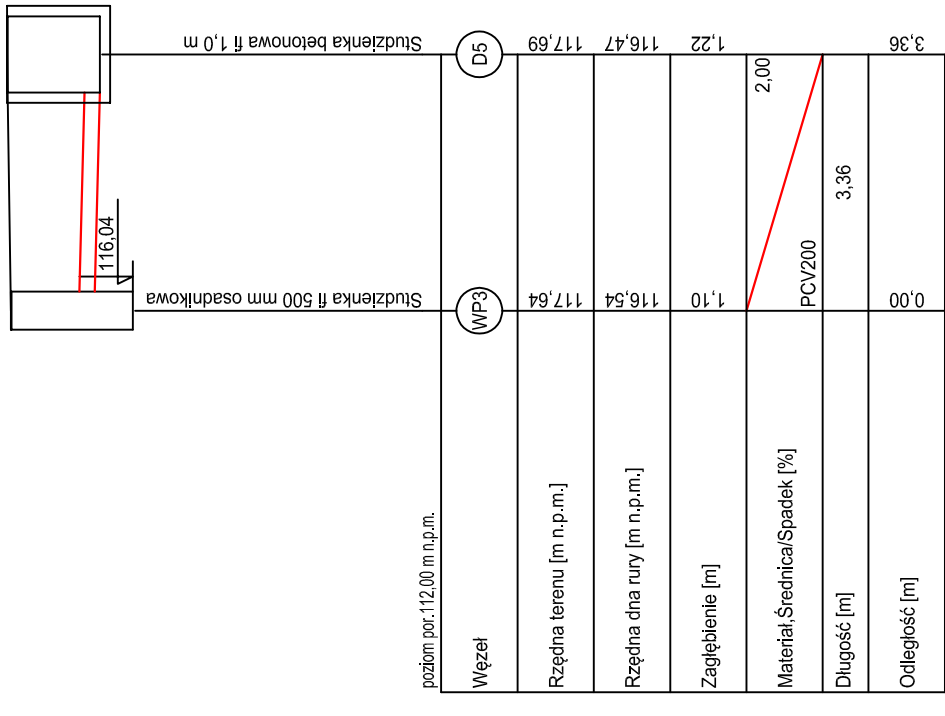 116,04
Studzienka fi 500 mm osadnikowa
Studzienka betonowa fi 1,0 m
poziom por.112,00 m n.p.m.
Węzeł WP3 D5
Rzędna terenu [m n.p.m.] 117,64 117,69
Rzędna dna rury [m n.p.m.] 116,54 116,47
Zagłębienie [m] 1,10 1,22
Materiał,Średnica/Spadek [%] PCV200 2,00
Długość [m] 3,36
Odległość [m] 0,00 3,36